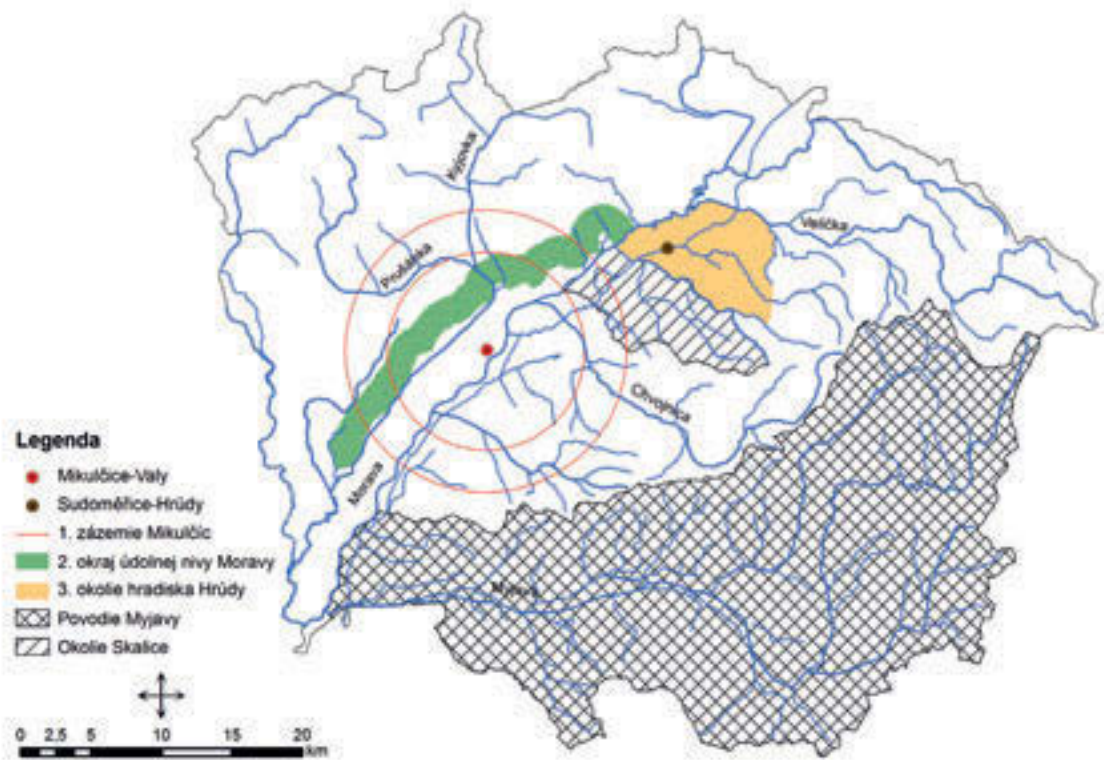 Kyjovka
Velička
Prušánka
Chvojnica
Morava
Myjava
Legenda
Mikulčice-Valy
Sudoměřice-Hrúdy
1. zázemie Mikulčíc
2. okraj údolnej nivy Moravy
3. okolie hradiska Hrúdy
Povodie Myjavy
Okolie Skalice
0 2,5 5 10 15 20
km